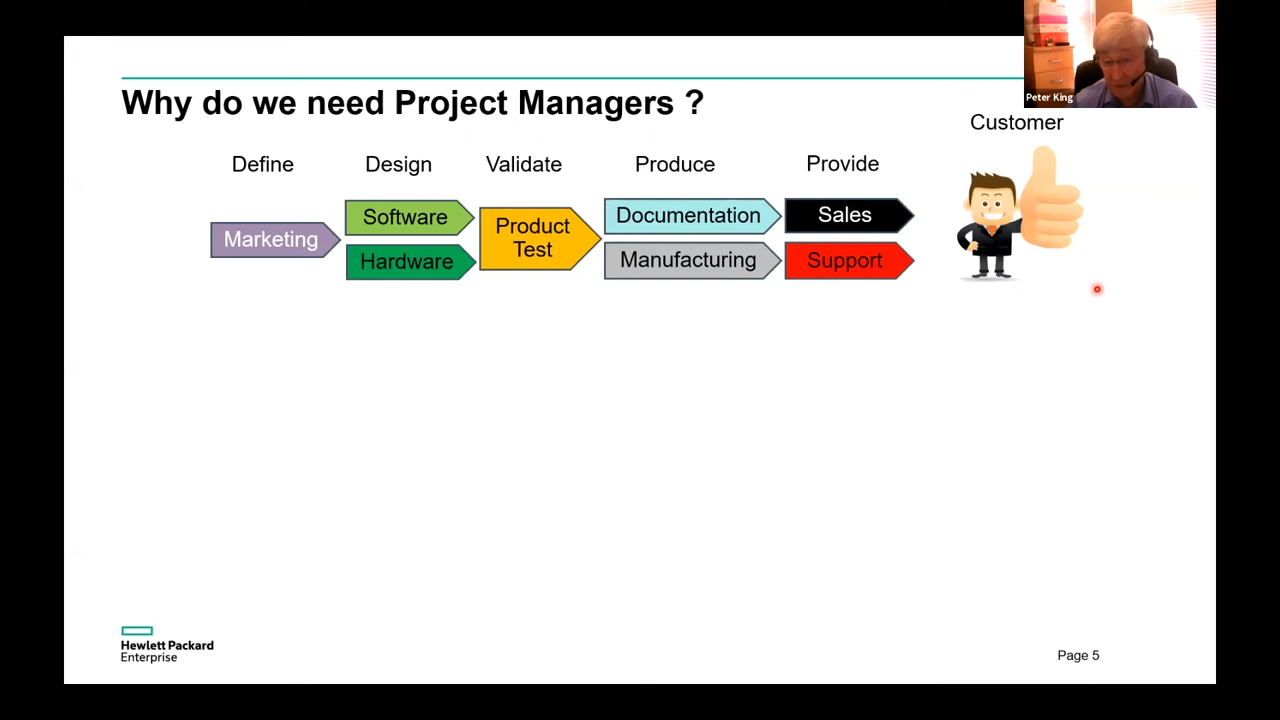 Peter King
Why do we need Project Managers ?
Customer
Define
Design
Validate
Produce
Provide
Marketing
Software
Hardware
Product
Test
Documentation
Manufacturing
Sales
Support
Hewlett Packard
Enterprise
Page 5